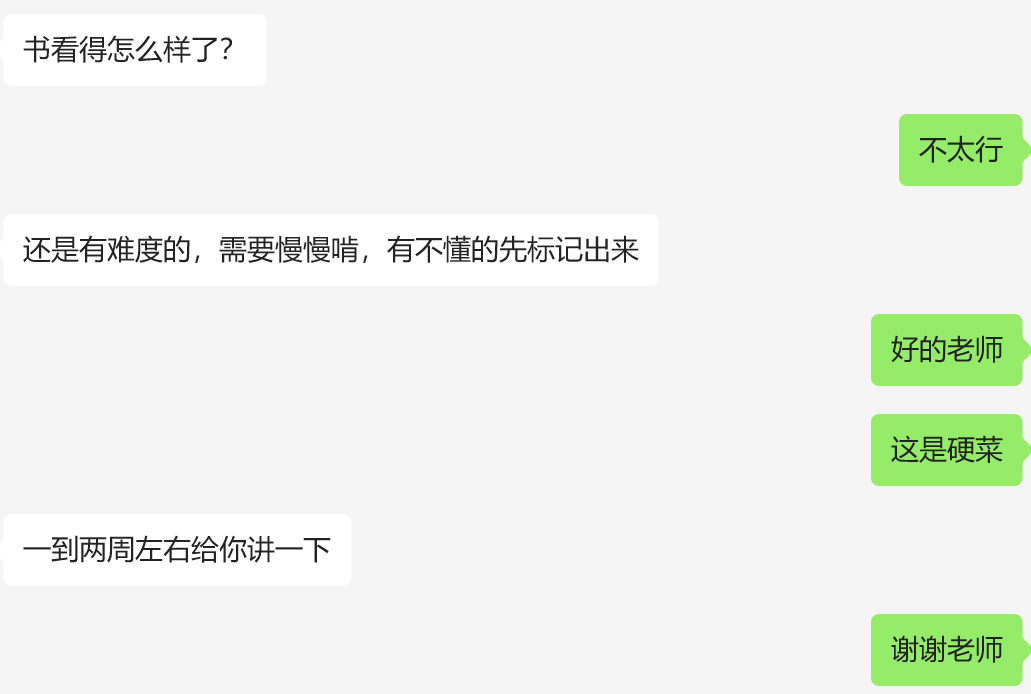 书看得怎么样了？
不太行
还是有难度的，需要慢慢啃，有不懂的先标记出来
好的老师
这是硬菜
一到两周左右给你讲一下
谢谢老师